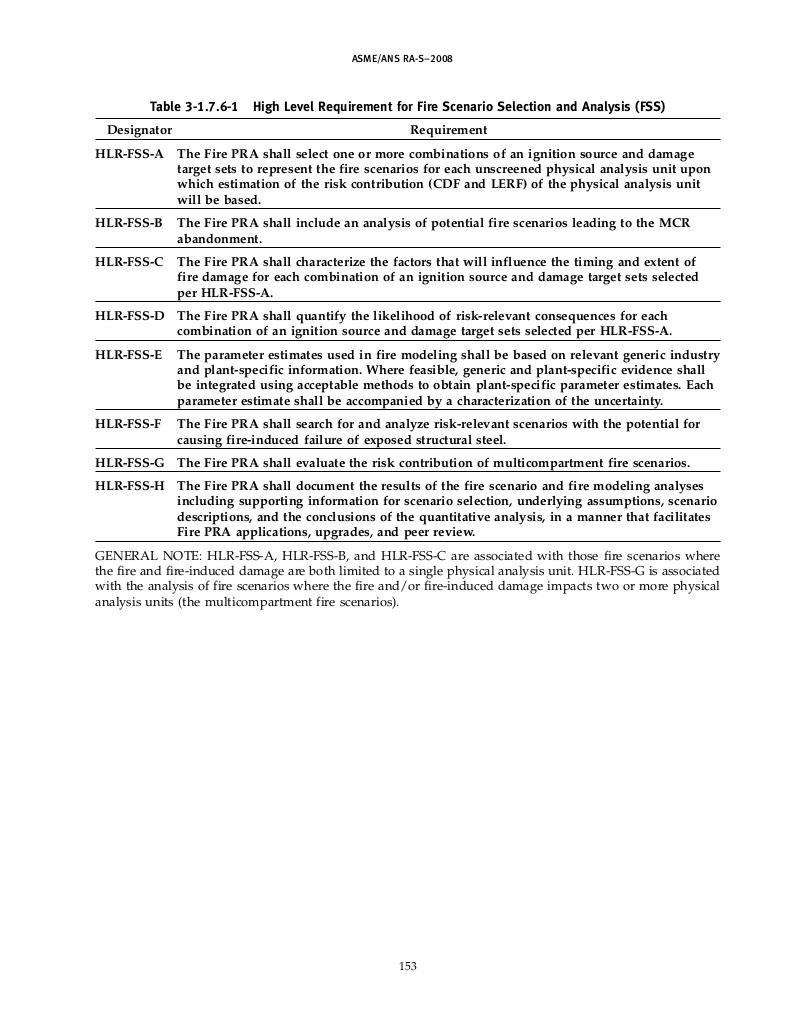 ASME/ANS RA-S–2008
Table 3-1.7.6-1 High Level Requirement for Fire Scenario Selection and Analysis (FSS)
Designator Requirement
HLR-FSS-A The Fire PRA shall select one or more combinations of an ignition source and damage
target sets to represent the fire scenarios for each unscreened physical analysis unit upon
which estimation of the risk contribution (CDF and LERF) of the physical analysis unit
will be based.
HLR-FSS-B The Fire PRA shall include an analysis of potential fire scenarios leading to the MCR
abandonment.
HLR-FSS-C The Fire PRA shall characterize the factors that will influence the timing and extent of
fire damage for each combination of an ignition source and damage target sets selected
per HLR-FSS-A.
HLR-FSS-D The Fire PRA shall quantify the likelihood of risk-relevant consequences for each
combination of an ignition source and damage target sets selected per HLR-FSS-A.
HLR-FSS-E The parameter estimates used in fire modeling shall be based on relevant generic industry
and plant-specific information. Where feasible, generic and plant-specific evidence shall
be integrated using acceptable methods to obtain plant-specific parameter estimates. Each
parameter estimate shall be accompanied by a characterization of the uncertainty.
HLR-FSS-F The Fire PRA shall search for and analyze risk-relevant scenarios with the potential for
causing fire-induced failure of exposed structural steel.
HLR-FSS-G The Fire PRA shall evaluate the risk contribution of multicompartment fire scenarios.
HLR-FSS-H The Fire PRA shall document the results of the fire scenario and fire modeling analyses
including supporting information for scenario selection, underlying assumptions, scenario
descriptions, and the conclusions of the quantitative analysis, in a manner that facilitates
Fire PRA applications, upgrades, and peer review.
GENERAL NOTE: HLR-FSS-A, HLR-FSS-B, and HLR-FSS-C are associated with those fire scenarios where
the fire and fire-induced damage are both limited to a single physical analysis unit. HLR-FSS-G is associated
with the analysis of fire scenarios where the fire and/or fire-induced damage impacts two or more physical
analysis units (the multicompartment fire scenarios).
153